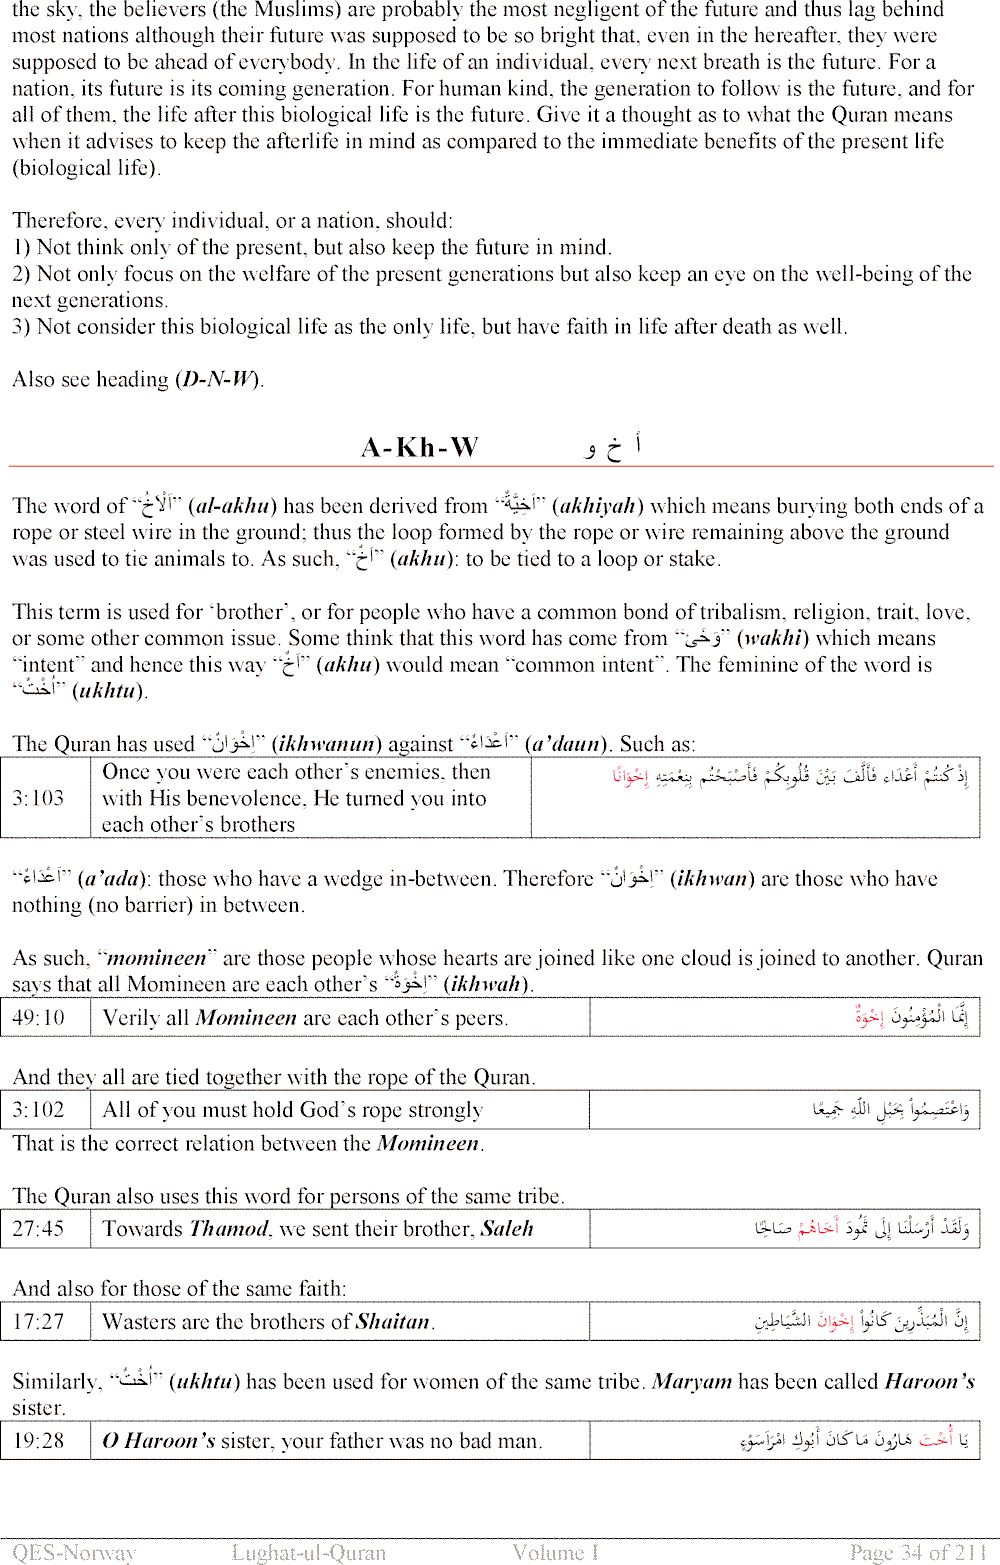 the sky, the believers (the Muslims) are probably the most negligent of the future and thus lag behind
most nations although their future was supposed to be so bright that, even in the hereafter, they were
supposed to be ahead of everybody. In the life of an individual, every next breath is the future. For a
nation, its future is its coming generation. For human kind, the generation to follow is the future, and for
all of them, the life after this biological life is the future. Give it a thought as to what the Quran means
when it advises to keep the afterlife in mind as compared to the immediate benefits of the present life
(biological life).
Therefore, every individual, or a nation, should:
1) Not think only of the present, but also keep the future in mind.
2) Not only focus on the welfare of the present generations but also keep an eye on the well-being of the
next generations.
3) Not consider this biological life as the only life, but have faith in life after death as well.
Also see heading (D-N-W).
A-Kh-W أ خ و
The word of “اَلْاَخُ” (al-akhu) has been derived from “اَخِيَّةٌ” (akhiyah) which means burying both ends of a
rope or steel wire in the ground; thus the loop formed by the rope or wire remaining above the ground
was used to tie animals to. As such, “اَخٌ” (akhu): to be tied to a loop or stake.
This term is used for ‘brother’, or for people who have a common bond of tribalism, religion, trait, love,
or some other common issue. Some think that this word has come from “وَخَىٰ” (wakhi) which means
“intent” and hence this way “اَخٌ” (akhu) would mean “common intent”. The feminine of the word is
“اُخْتٌ” (ukhtu).
The Quran has used “اِخْوَانٌ” (ikhwanun) against “اَعْدَاءٌ” (a’daun). Such as:
3:103 Once you were each other’s enemies, then with His benevolence, He turned you into each other’s brothers إِذْ كُنتُمْ أَعْدَاء فَأَلَّفَ بَيْنَ قُلُوبِكُمْ فَأَصْبَحْتُم بِنِعْمَتِهِ إِخْوَانًا
“اَعْدَاءٌ” (a’ada): those who have a wedge in-between. Therefore “اِخْوَانٌ” (ikhwan) are those who have
nothing (no barrier) in between.
As such, “momineen” are those people whose hearts are joined like one cloud is joined to another. Quran
says that all Momineen are each other’s “اِخْوَةٌ” (ikhwah).
49:10 Verily all Momineen are each other’s peers. إِنَّمَا الْمُؤْمِنُونَ إِخْوَةٌ
And they all are tied together with the rope of the Quran.
3:102 All of you must hold God’s rope strongly وَاعْتَصِمُواْ بِحَبْلِ اللّهِ جَمِيعًا
That is the correct relation between the Momineen.
The Quran also uses this word for persons of the same tribe.
27:45 Towards Thamod, we sent their brother, Saleh وَلَقَدْ أَرْسَلْنَا إِلَى ثَمُودَ أَخَاهُمْ صَالِحًا
And also for those of the same faith:
17:27 Wasters are the brothers of Shaitan. إِنَّ الْمُبَذِّرِينَ كَانُواْ إِخْوَانَ الشَّيَاطِينِ
Similarly, “اُخْتٌ” (ukhtu) has been used for women of the same tribe. Maryam has been called Haroon’s
sister.
19:28 O Haroon’s sister, your father was no bad man. يَا أُخْتَ هَارُونَ مَا كَانَ أَبُوكِ امْرَأَ سَوْءٍ
QES-Norway Lughat-ul-Quran Volume I Page 34 of 211